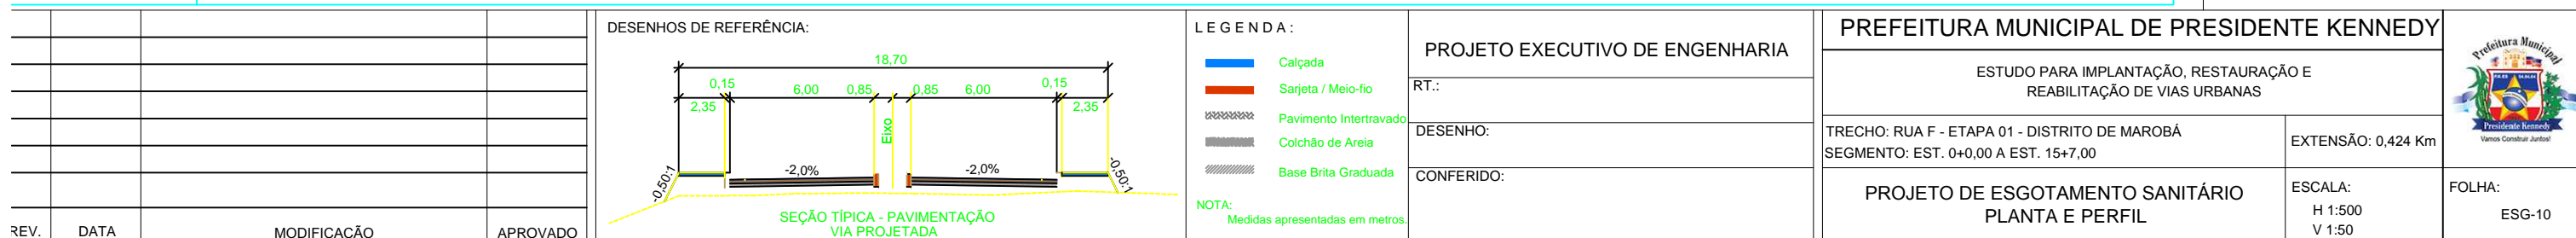 REV. DATA MODIFICAÇÃO APROVADO
DESENHOS DE REFERÊNCIA:
18,70
0,15 0,15
6,00 0,85 0,85 6,00
2,35 2,35
Eixo
-2,0% -2,0%
-0,50:1 -0,50:1
SEÇÃO TÍPICA - PAVIMENTAÇÃO
VIA PROJETADA
L E G E N D A :
Calçada
Sarjeta / Meio-fio
Pavimento Intertravado
Colchão de Areia
Base Brita Graduada
NOTA:
Medidas apresentadas em metros.
PROJETO EXECUTIVO DE ENGENHARIA
RT.:
DESENHO:
CONFERIDO:
PREFEITURA MUNICIPAL DE PRESIDENTE KENNEDY
ESTUDO PARA IMPLANTAÇÃO, RESTAURAÇÃO E
REABILITAÇÃO DE VIAS URBANAS
TRECHO: RUA F - ETAPA 01 - DISTRITO DE MAROBÁ
SEGMENTO: EST. 0+0,00 A EST. 15+7,00
EXTENSÃO: 0,424 Km
PROJETO DE ESGOTAMENTO SANITÁRIO
PLANTA E PERFIL
ESCALA:
H 1:500
V 1:50
Prefeitura Municipal
Presidente Kennedy
Vamos Construir Juntos!
FOLHA:
ESG-10